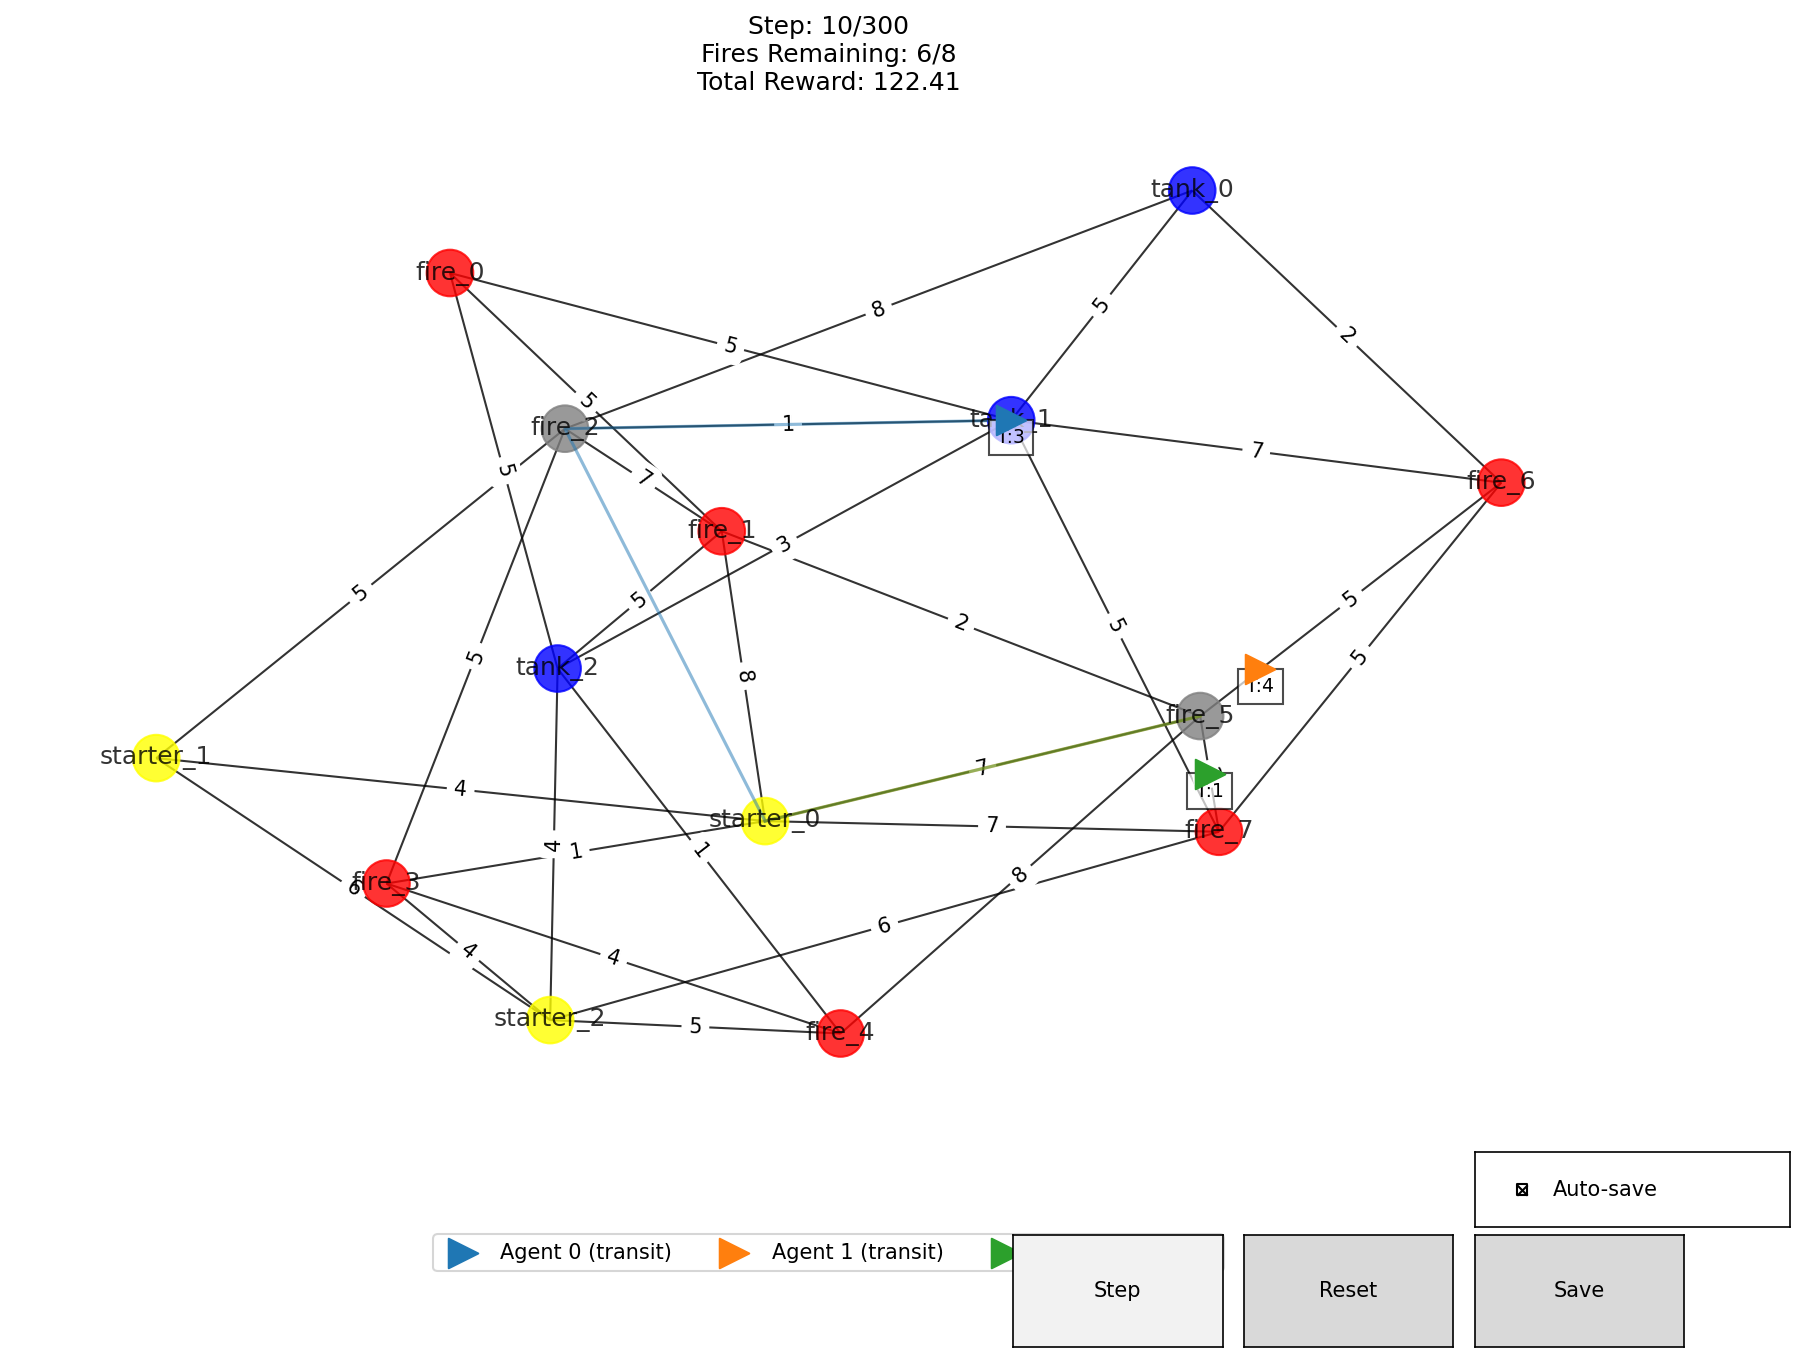 Step: 10/300
Fires Remaining: 6/8
Total Reward: 122.41
tank_0
fire_0
8
5
2
5
5
fire_2
1
tank_1
T:3
7
fire_6
5
7
fire_1
3
5
5
5
2
5
5
tank_2
8
5
T:4
fire_5
starter_1
4
7
T:1
starter_0
7
fire_7
4
1
1
6
fire_3
8
4
4
6
starter_2
5
fire_4
Auto-save
Agent 0 (transit)
Agent 1 (transit)
Step
Reset
Save